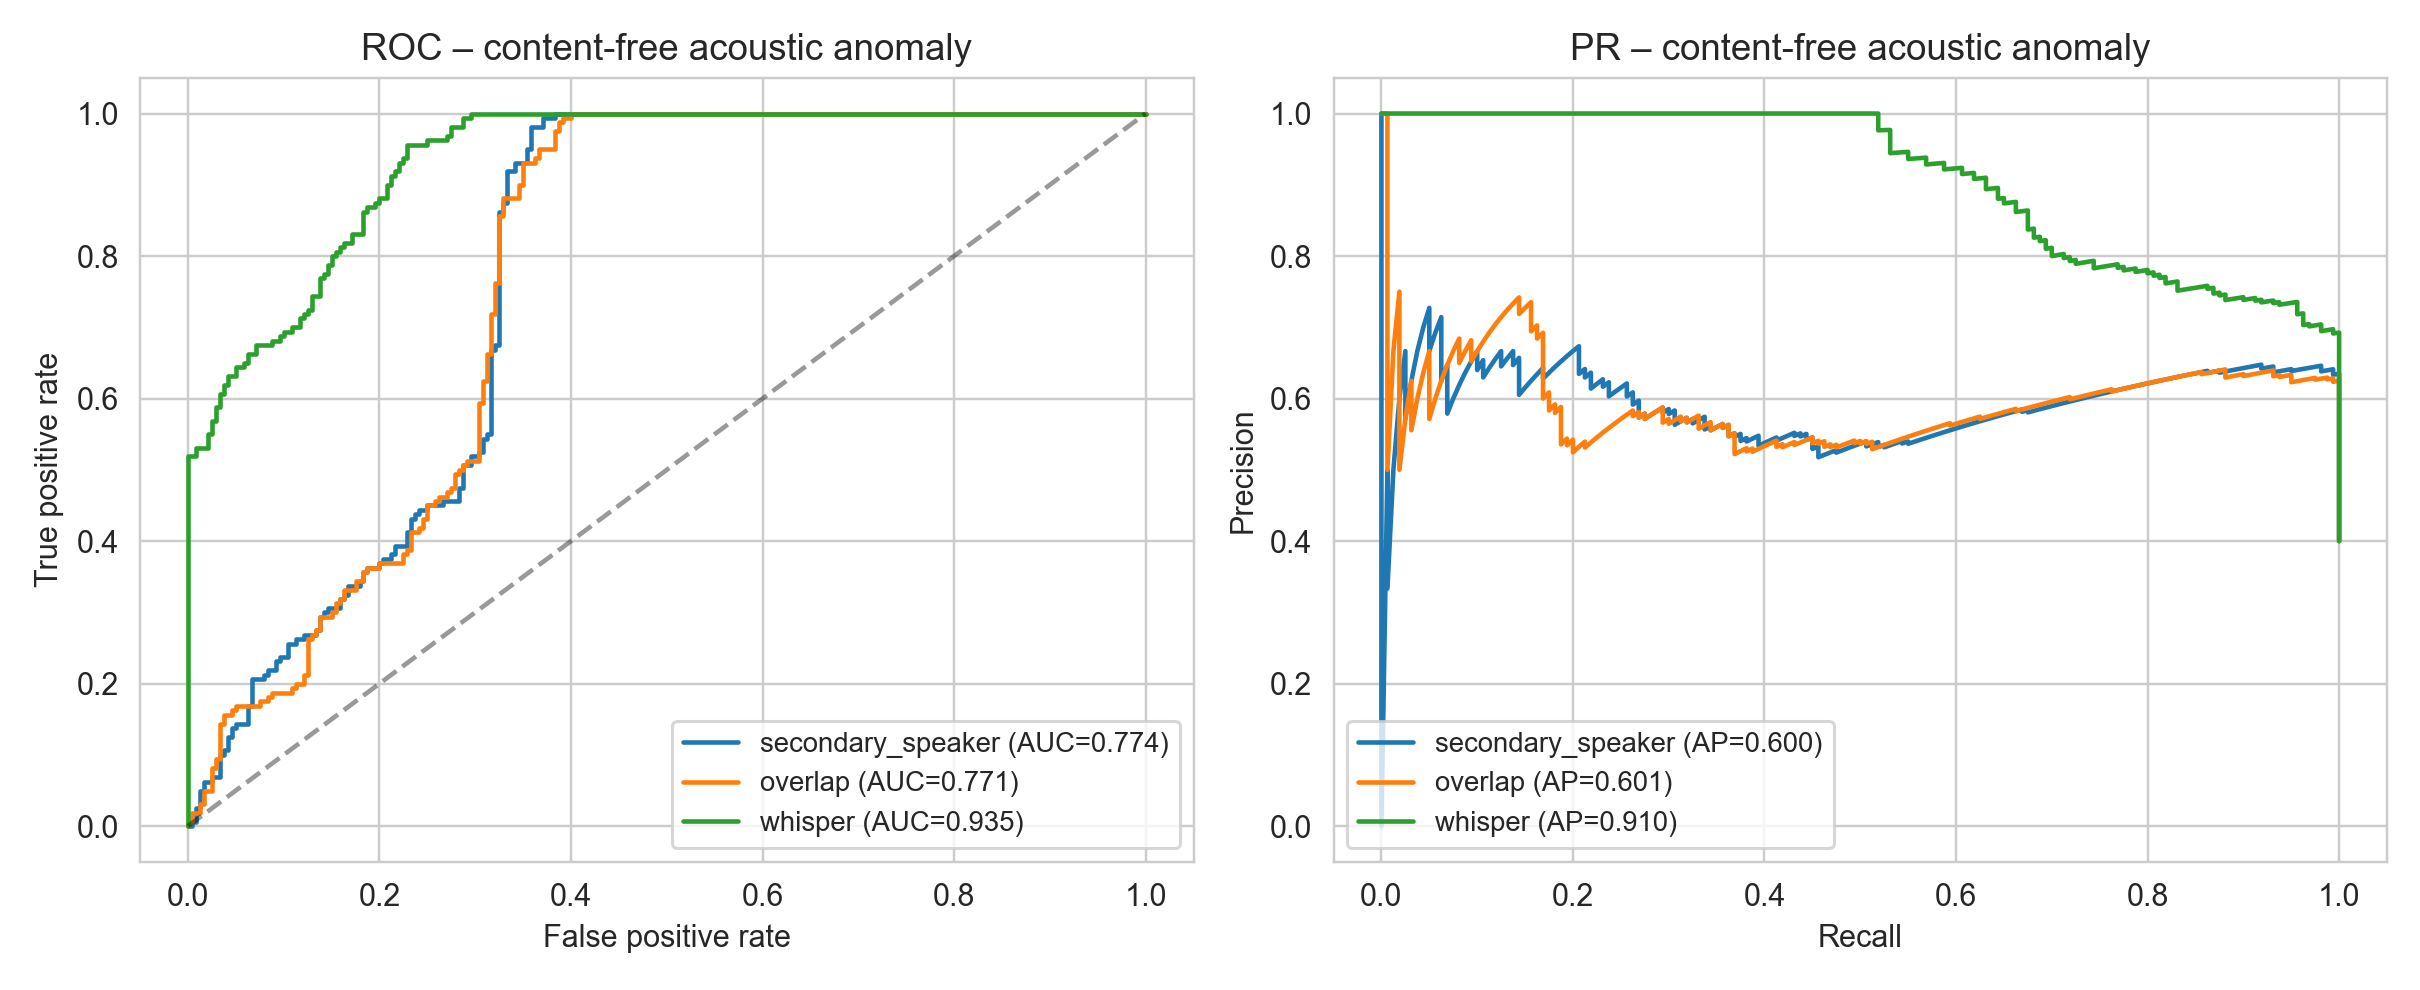 ROC – content-free acoustic anomaly
True positive rate
1.0
0.8
0.6
0.4
0.2
0.0
0.0 0.2 0.4 0.6 0.8 1.0
False positive rate
secondary_speaker (AUC=0.774)
overlap (AUC=0.771)
whisper (AUC=0.935)
PR – content-free acoustic anomaly
Precision
1.0
0.8
0.6
0.4
0.2
0.0
0.0 0.2 0.4 0.6 0.8 1.0
Recall
secondary_speaker (AP=0.600)
overlap (AP=0.601)
whisper (AP=0.910)